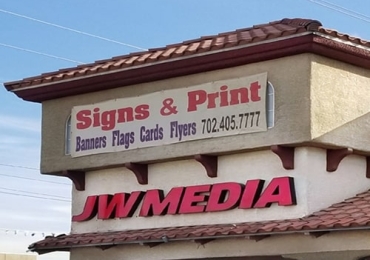 Signs & Print
Banners Flags Cards Flyers 702.405.7777
JW MEDIA